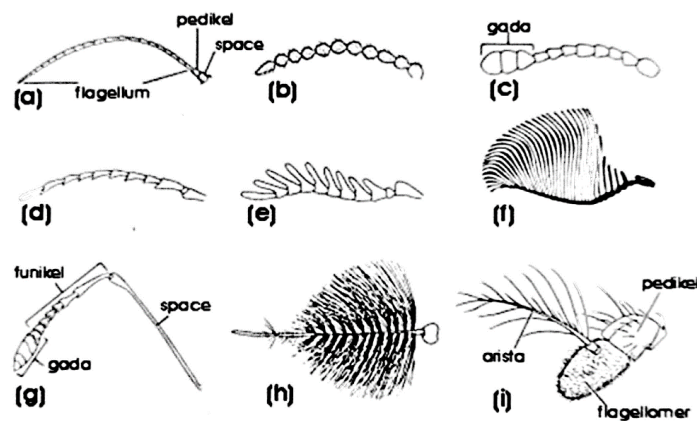 pedikel
space
flagellum
(a)
(b)
gada
(c)
(d)
(e)
(f)
funikel
space
gada
(g)
(h)
pedikel
arista
flagellomer
(i)